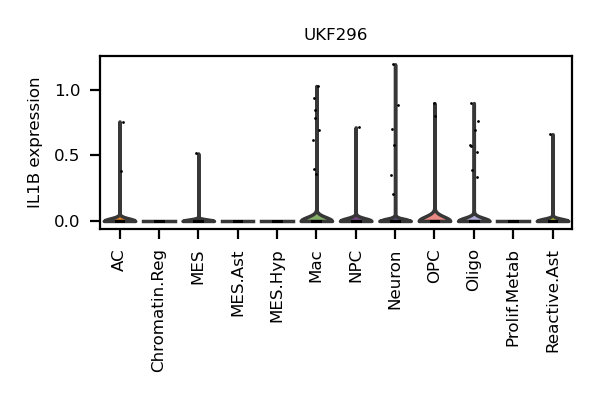 UKF296
IL1B expression
1.0
0.5
0.0
AC
Chromatin.Reg
MES
MES.Ast
MES.Hyp
Mac
NPC
Neuron
OPC
Oligo
Prolif.Metab
Reactive.Ast